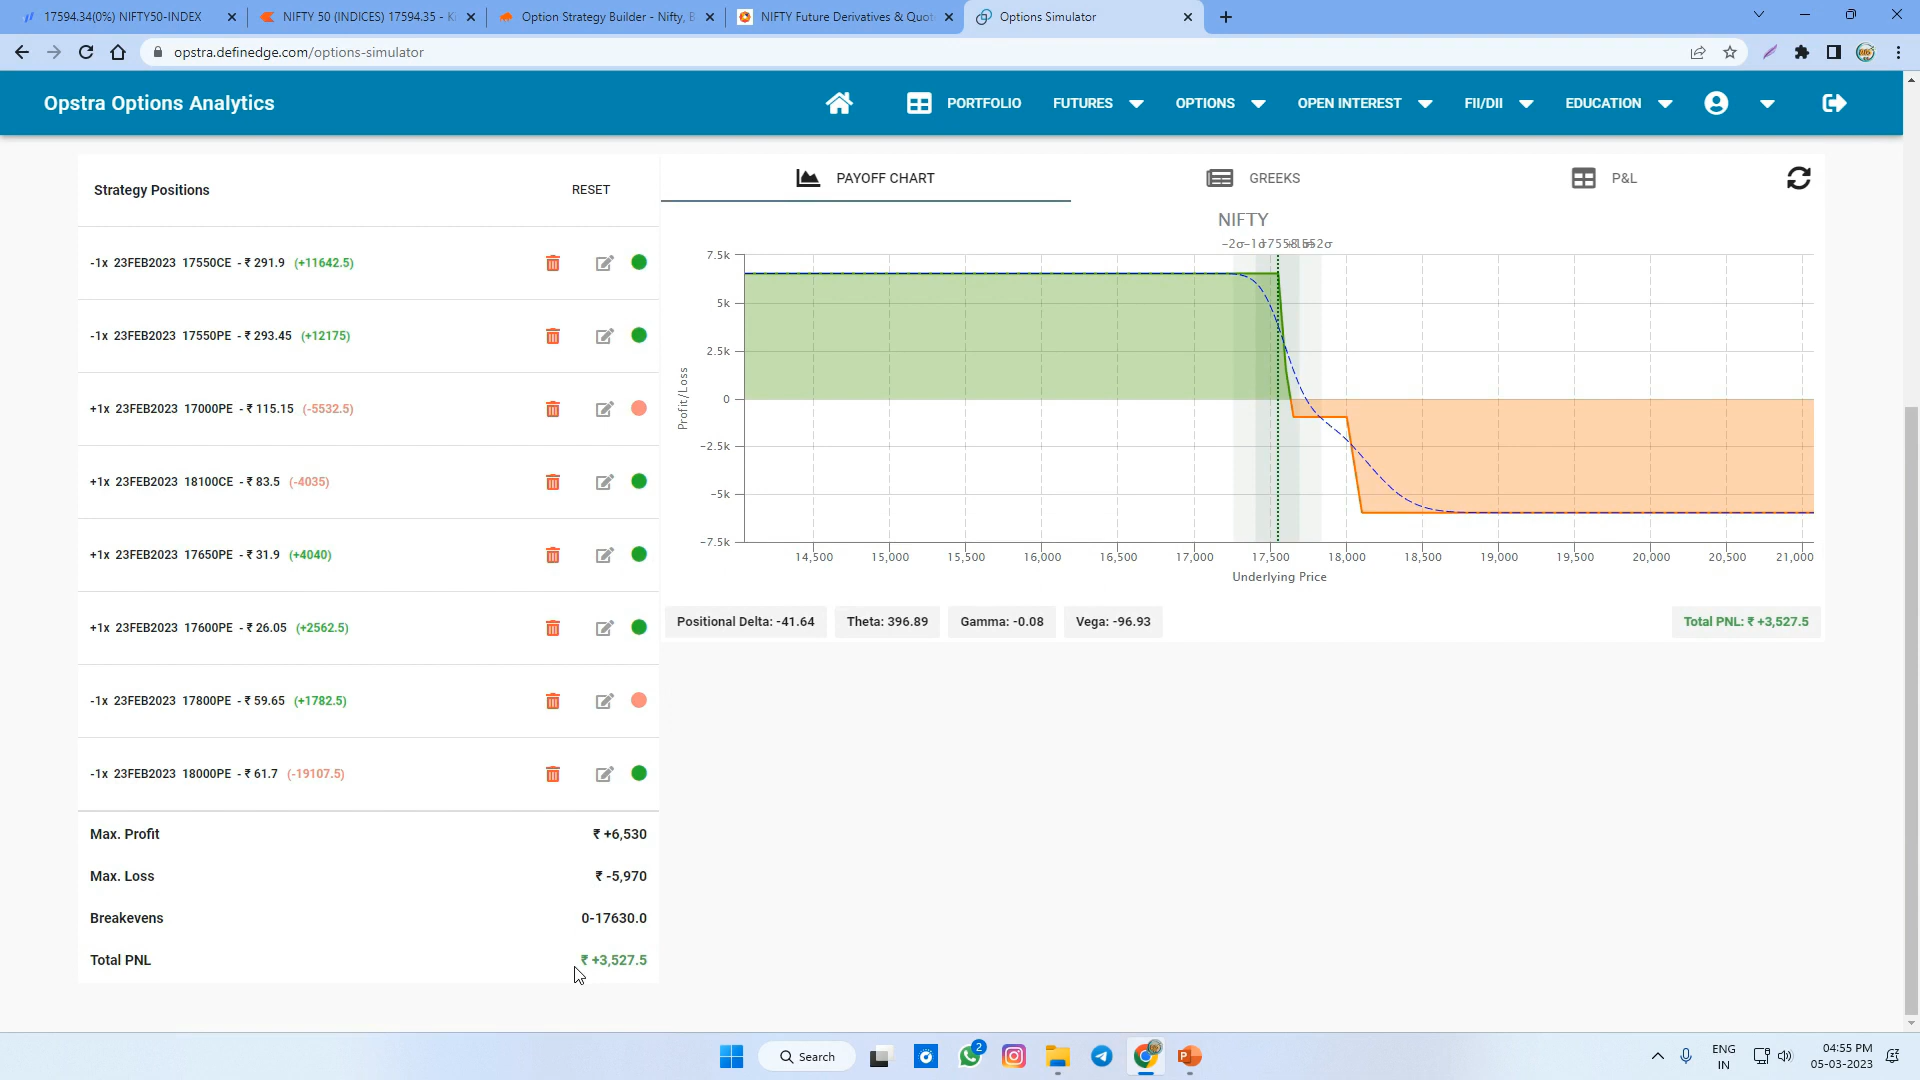 17594.34(0%) NIFTY50-INDEX
NIFTY 50 (INDICES) 17594.35 - Ki
Option Strategy Builder - Nifty, B
NIFTY Future Derivatives & Quot
Options Simulator
opstra.definedge.com/options-simulator
Opstra Options Analytics
PORTFOLIO
FUTURES
OPTIONS
OPEN INTEREST
FII/DII
EDUCATION
Strategy Positions
RESET
-1x 23FEB2023 17550CE - ₹ 291.9 (+11642.5)
-1x 23FEB2023 17550PE - ₹ 293.45 (+12175)
+1x 23FEB2023 17000PE - ₹ 115.15 (-5532.5)
+1x 23FEB2023 18100CE - ₹ 83.5 (-4035)
+1x 23FEB2023 17650PE - ₹ 31.9 (+4040)
+1x 23FEB2023 17600PE - ₹ 26.05 (+2562.5)
-1x 23FEB2023 17800PE - ₹ 59.65 (+1782.5)
-1x 23FEB2023 18000PE - ₹ 61.7 (-19107.5)
Max. Profit ₹ +6,530
Max. Loss ₹ -5,970
Breakevens 0-17630.0
Total PNL ₹ +3,527.5
PAYOFF CHART
GREEKS
P&L
NIFTY
-2σ
2σ
7.5k
5k
2.5k
0
-2.5k
-5k
-7.5k
Profit/Loss
14,500 15,000 15,500 16,000 16,500 17,000 17,500 18,000 18,500 19,000 19,500 20,000 20,500 21,000
Underlying Price
Positional Delta: -41.64
Theta: 396.89
Gamma: -0.08
Vega: -96.93
Total PNL: ₹ +3,527.5
Search
2
ENG
IN
04:55 PM
05-03-2023